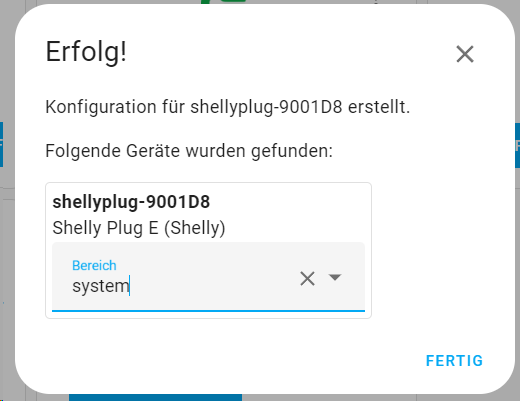 Erfolg!
Konfiguration für shellyplug-9001D8 erstellt.
Folgende Geräte wurden gefunden:
shellyplug-9001D8
Shelly Plug E (Shelly)
Bereich
system
FERTIG